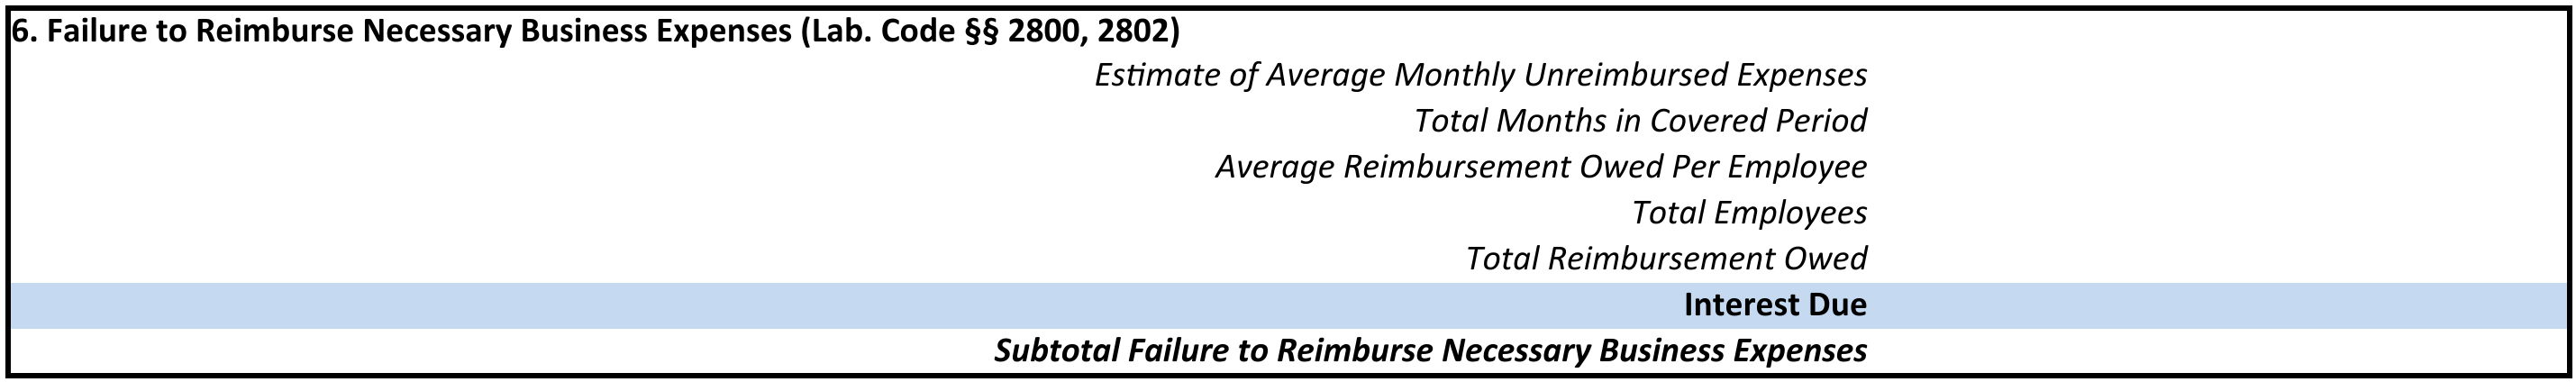 6. Failure to Reimburse Necessary Business Expenses (Lab. Code §§ 2800, 2802)
Estimate of Average Monthly Unreimbursed Expenses
Total Months in Covered Period
Average Reimbursement Owed Per Employee
Total Employees
Total Reimbursement Owed
Interest Due
Subtotal Failure to Reimburse Necessary Business Expenses